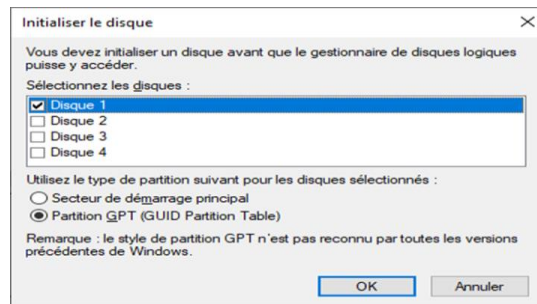 Initialiser le disque
Vous devez initialiser un disque avant que le gestionnaire de disques logiques
puisse y accéder.
Sélectionnez les disques :
Disque 1
Disque 2
Disque 3
Disque 4
Utilisez le type de partition suivant pour les disques sélectionnés :
Secteur de démarrage principal
Partition GPT (GUID Partition Table)
Remarque : le style de partition GPT n'est pas reconnu par toutes les versions
précédentes de Windows.
OK Annuler